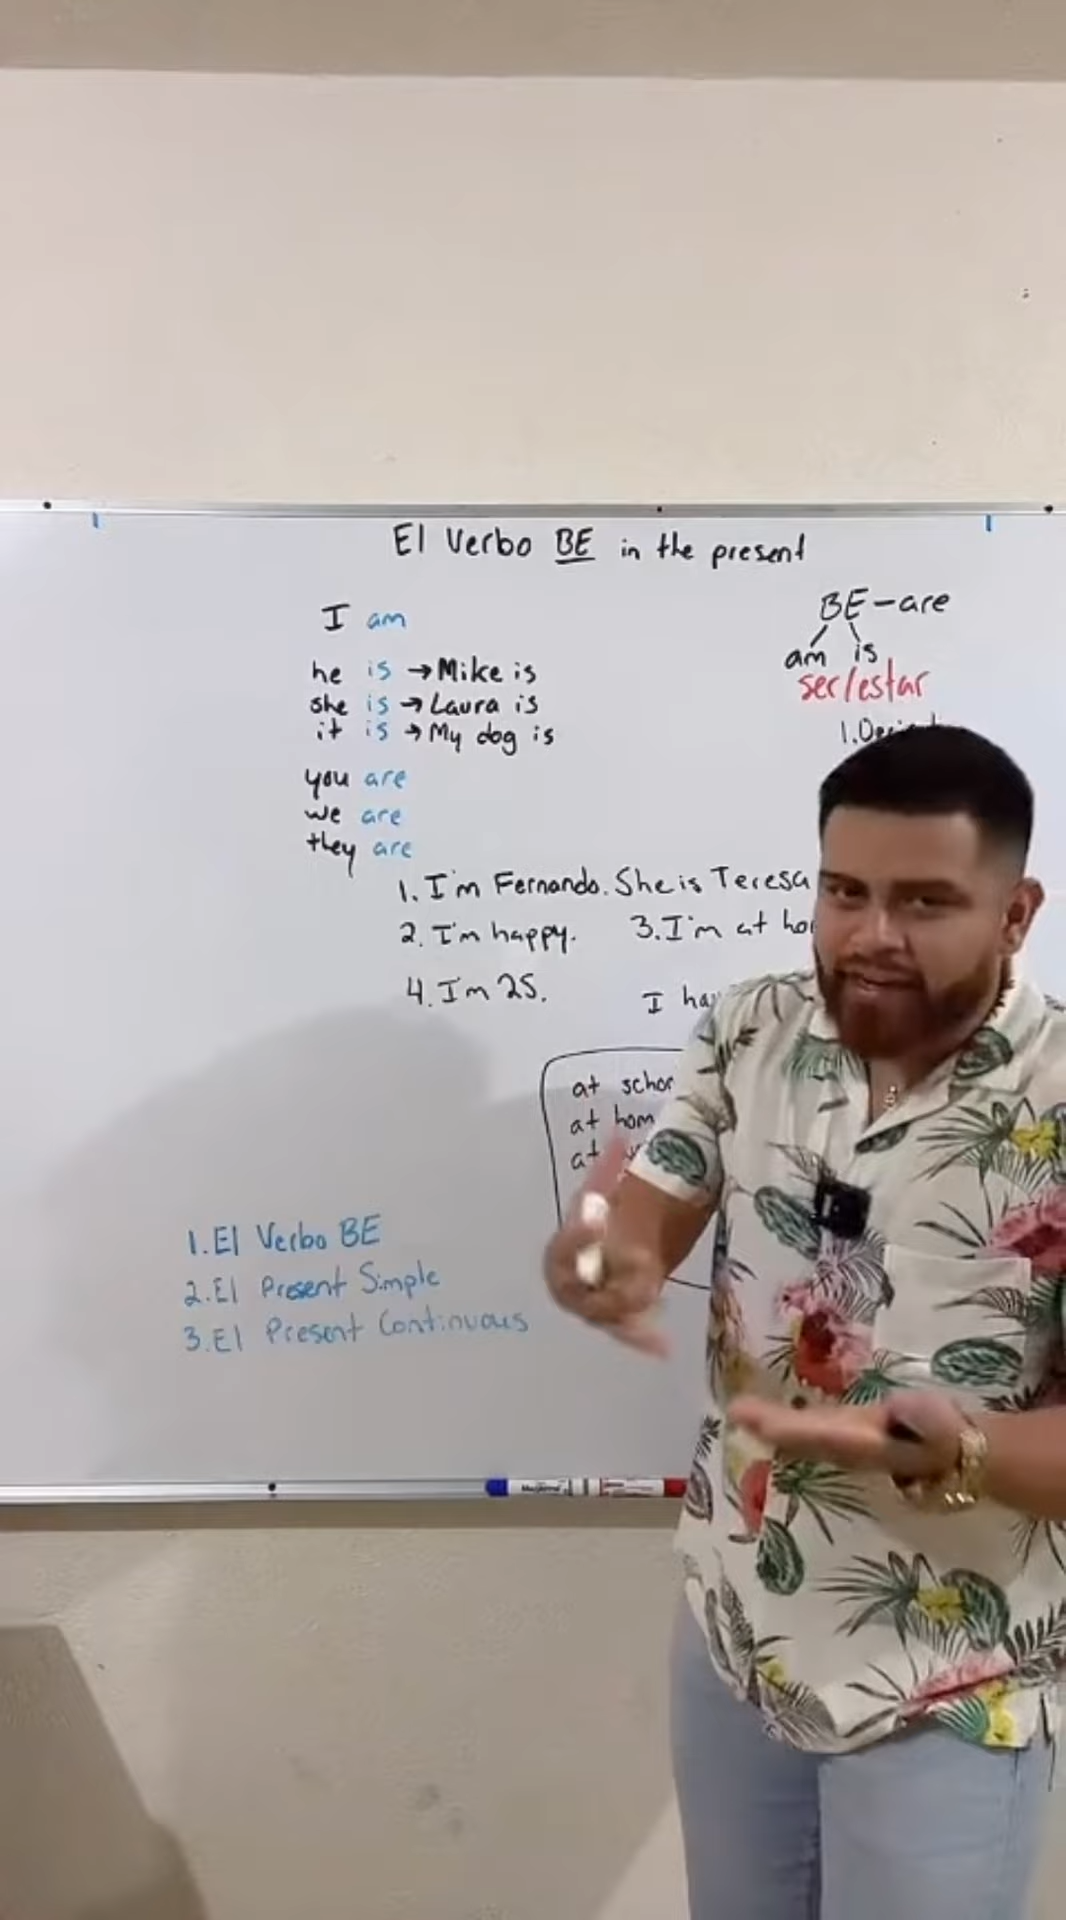 El Verbo BE in the present
I am
he is → Mike is
she is → Laura is
it is → My dog is
you are
we are
they are
BE - are
am is
ser/estar
1.
1. I'm Fernando. She is Teresa
2. I'm happy. 3. I'm at
4. I'm 25. I
at
at
at
1. El Verbo BE
2. El Present Simple
3. El Present Continuous